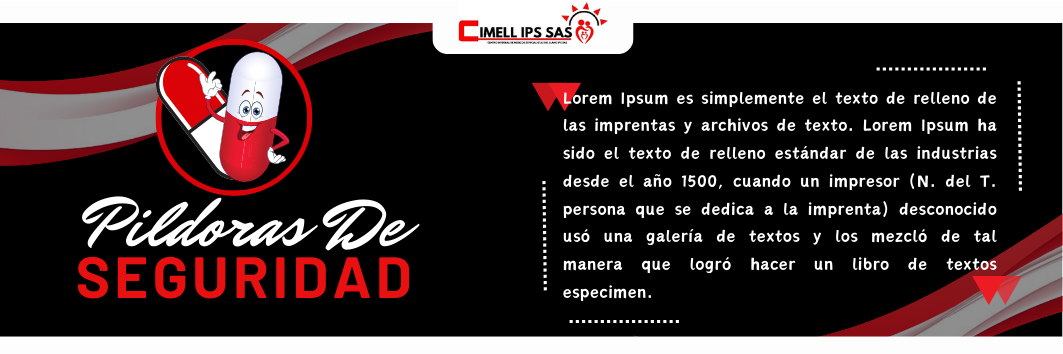 CIMELL IPS SAS
Pildoras De
SEGURIDAD
Lorem Ipsum es simplemente el texto de relleno de
las imprentas y archivos de texto. Lorem Ipsum ha
sido el texto de relleno estándar de las industrias
desde el año 1500, cuando un impresor (N. del T.
persona que se dedica a la imprenta) desconocido
usó una galería de textos y los mezcló de tal
manera que logró hacer un libro de textos
especimen.